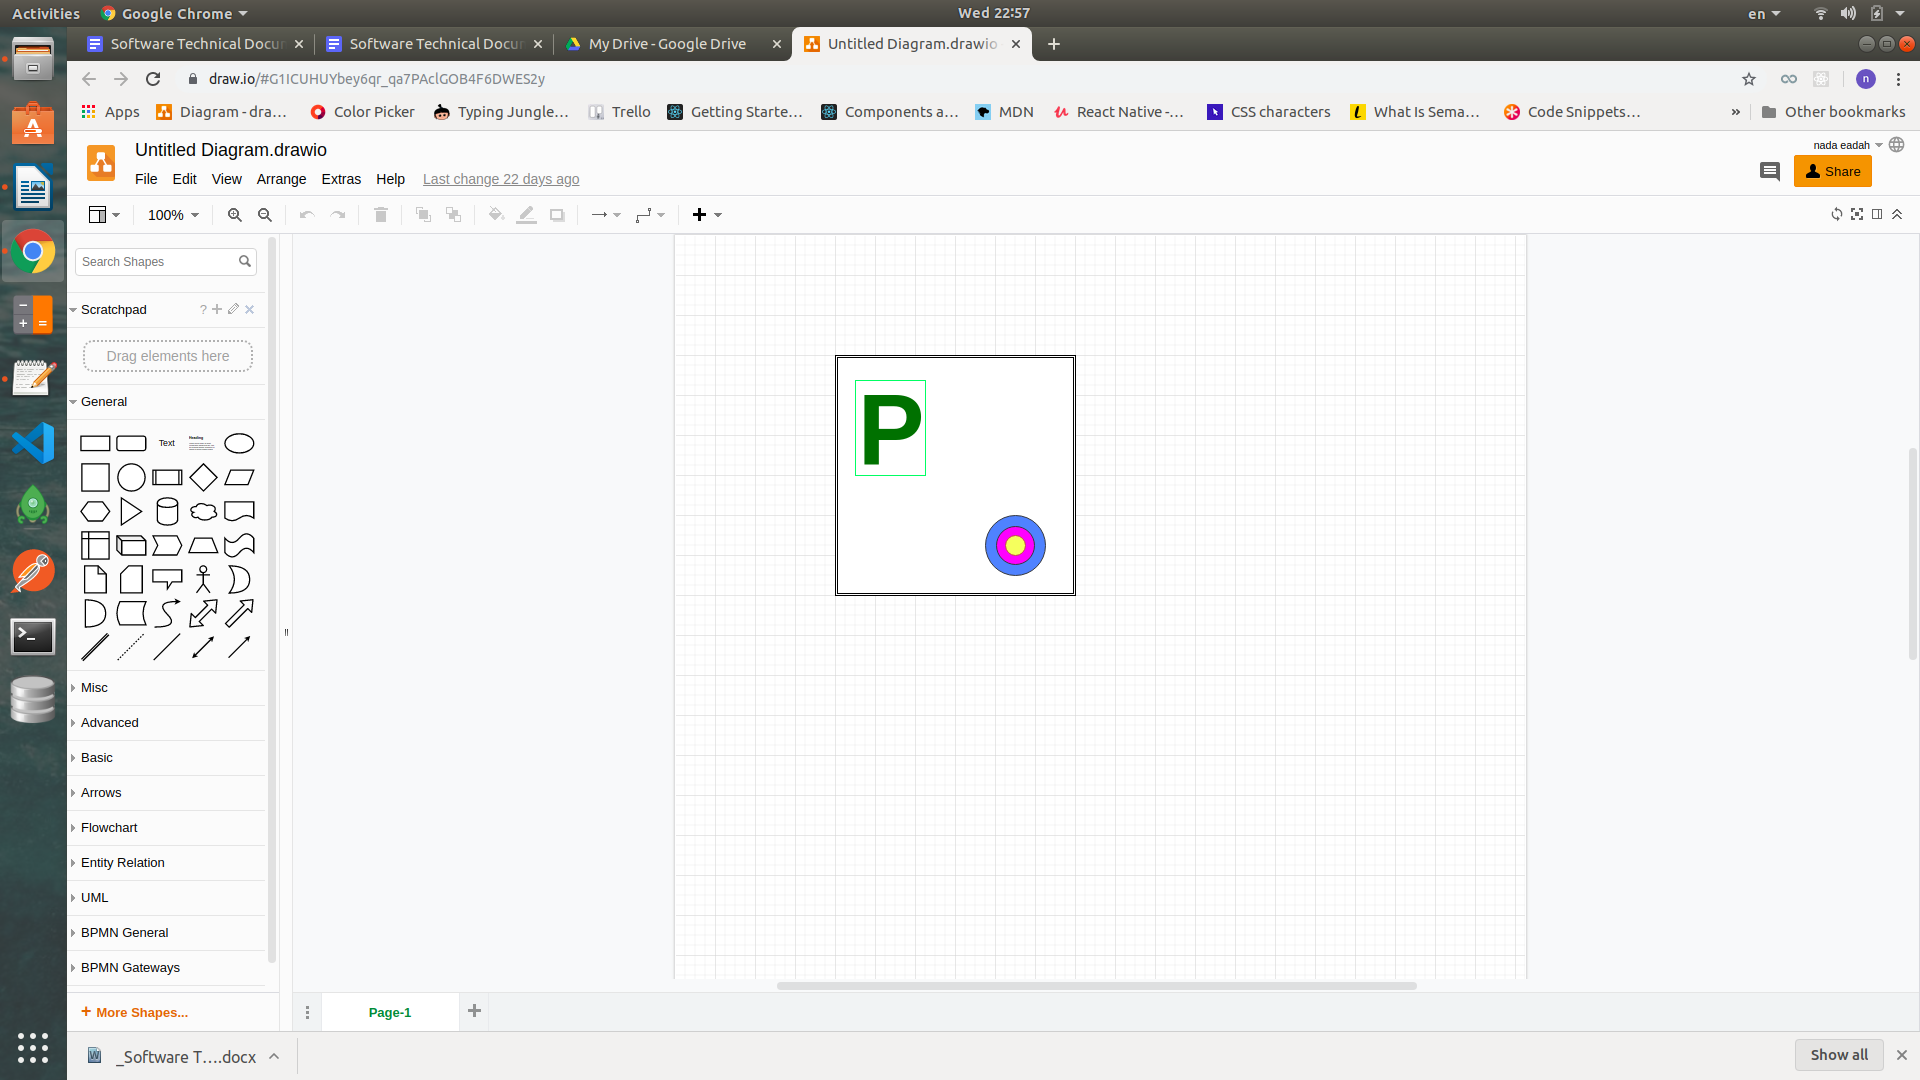 Activities Google Chrome Wed 22:57 en
Software Technical Docur Software Technical Docur My Drive - Google Drive Untitled Diagram.drawio
draw.io/#G1ICUHUYbey6qr_qa7PAclGOB4F6DWES2y n
Apps Diagram - dra... Color Picker Typing Jungle... Trello Getting Starte... Components a... MDN React Native -... CSS characters What Is Sema... Code Snippets... » Other bookmarks
Untitled Diagram.drawio nada eadah
File Edit View Arrange Extras Help Last change 22 days ago Share
100%
Search Shapes
Scratchpad ?
Drag elements here
General
Text Heading
P
Misc
Advanced
Basic
Arrows
Flowchart
Entity Relation
UML
BPMN General
BPMN Gateways
+ More Shapes... Page-1
_Software T....docx Show all